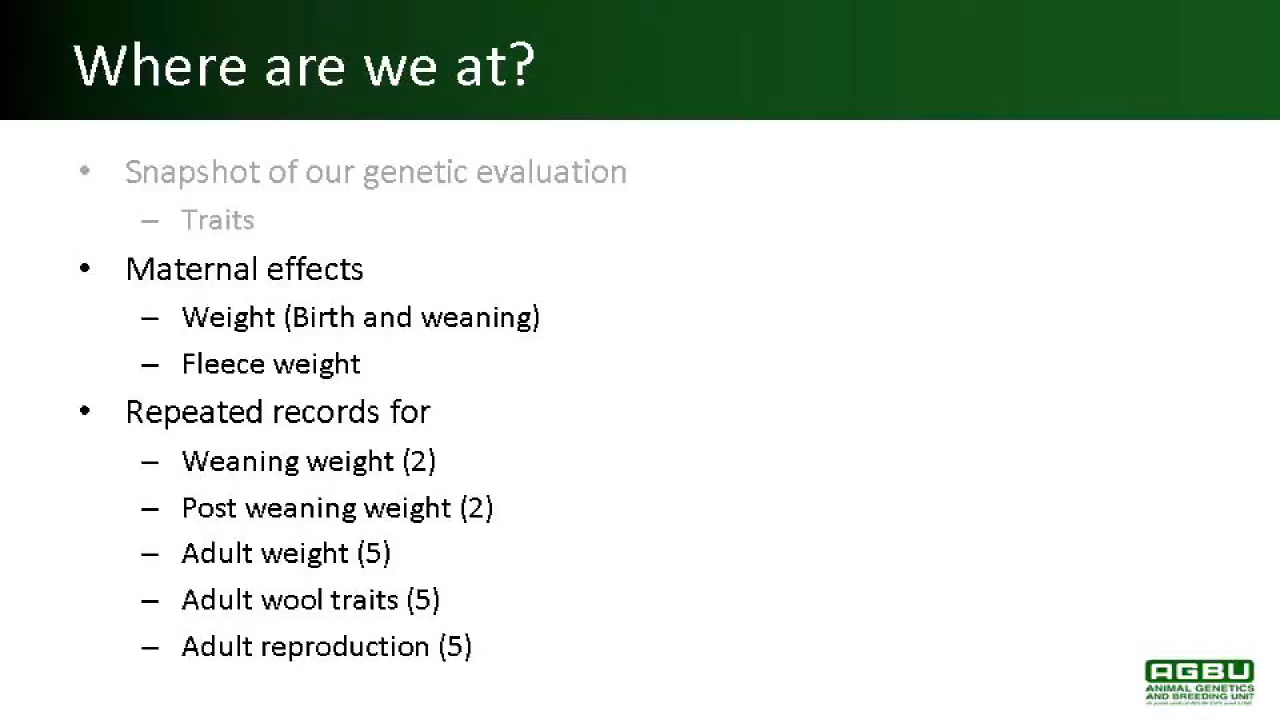 Where are we at?
• Snapshot of our genetic evaluation
– Traits
• Maternal effects
– Weight (Birth and weaning)
– Fleece weight
• Repeated records for
– Weaning weight (2)
– Post weaning weight (2)
– Adult weight (5)
– Adult wool traits (5)
– Adult reproduction (5)
AGBU
ANIMAL GENETICS
AND BREEDING UNIT